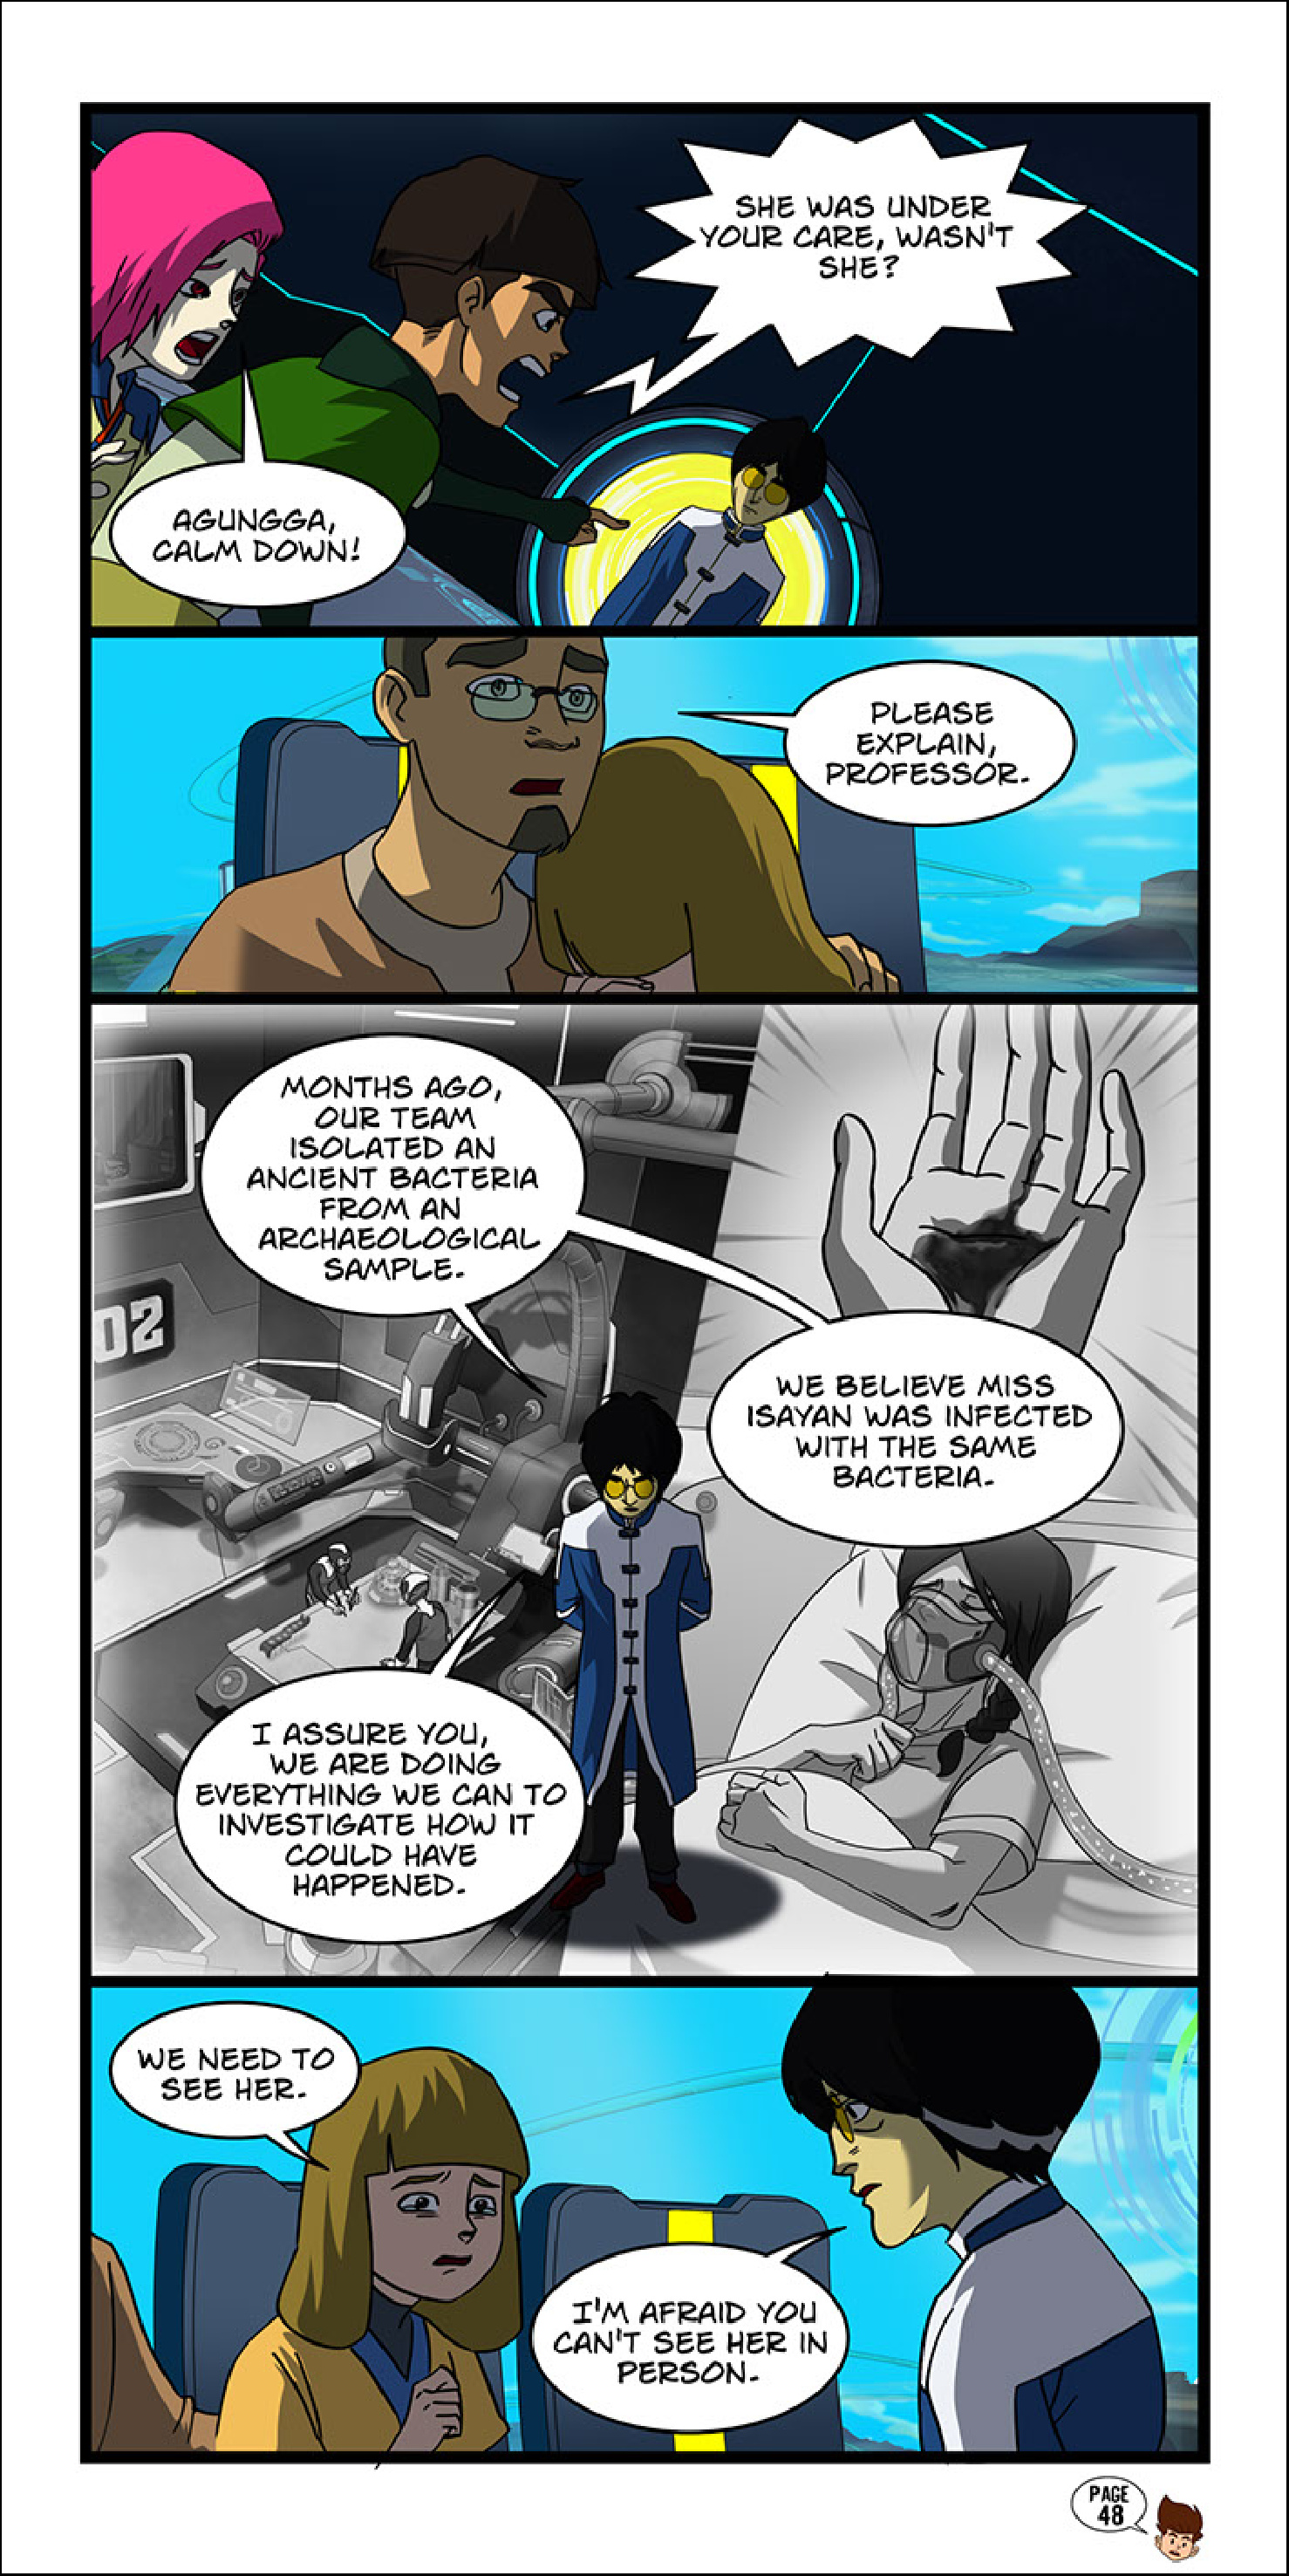 SHE WAS UNDER
YOUR CARE, WASN'T
SHE?
AGUNGGA,
CALM DOWN!
PLEASE
EXPLAIN,
PROFESSOR.
MONTHS AGO,
OUR TEAM
ISOLATED AN
ANCIENT BACTERIA
FROM AN
ARCHAEOLOGICAL
SAMPLE.
02
WE BELIEVE MISS
ISAYAN WAS INFECTED
WITH THE SAME
BACTERIA.
I ASSURE YOU,
WE ARE DOING
EVERYTHING WE CAN TO
INVESTIGATE HOW IT
COULD HAVE
HAPPENED.
WE NEED TO
SEE HER.
I'M AFRAID YOU
CAN'T SEE HER IN
PERSON.
PAGE
48